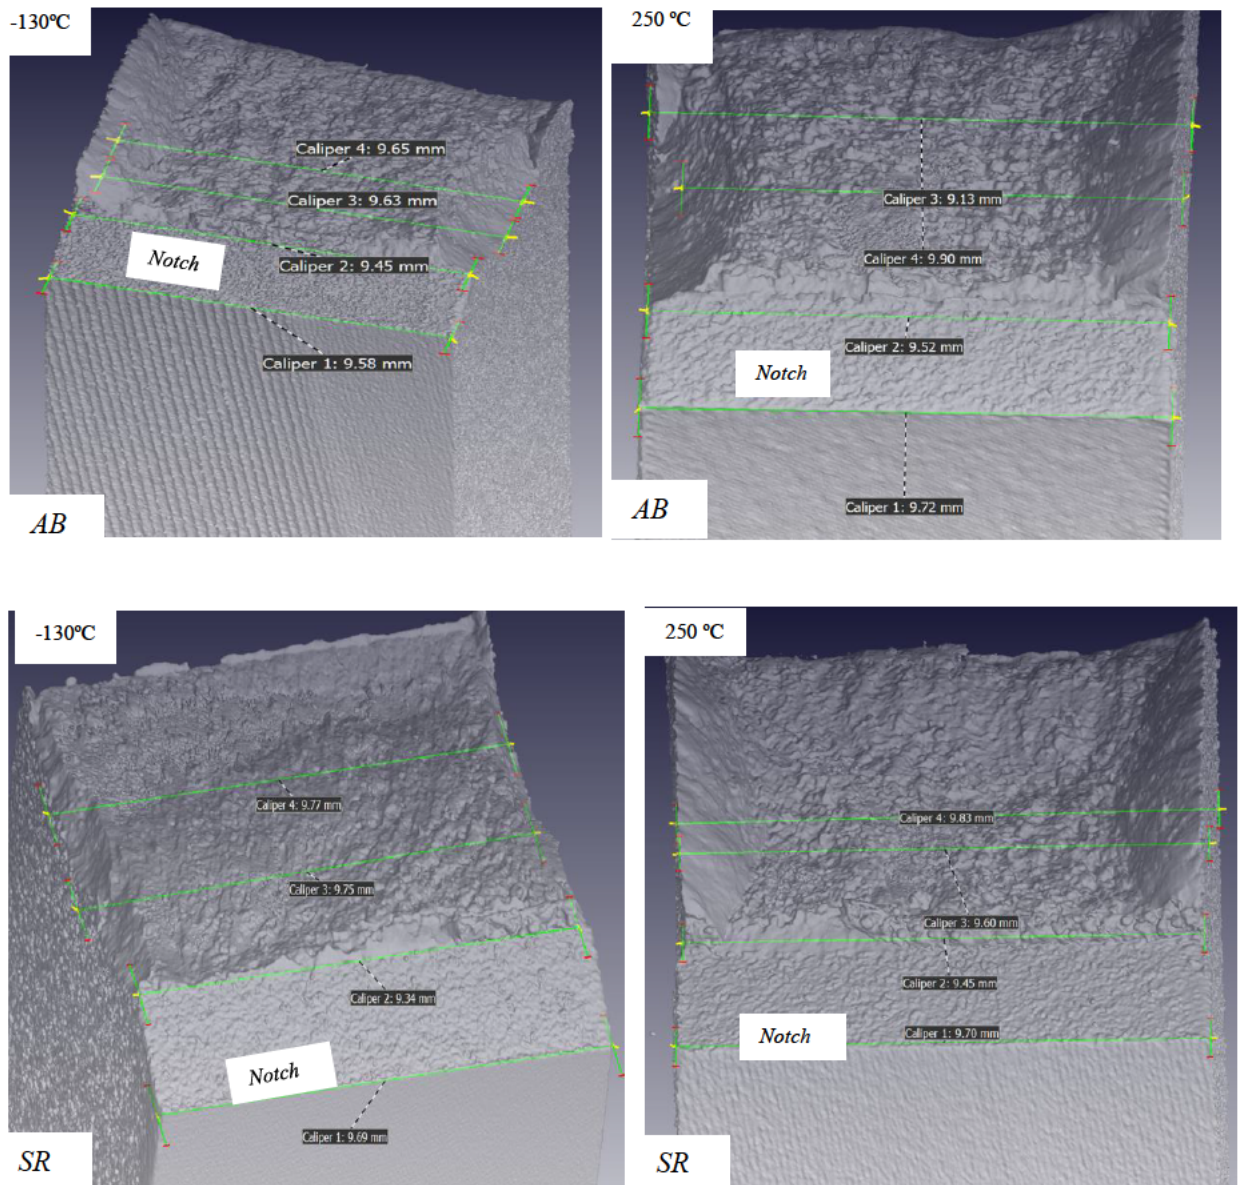 -130ºC
Caliper 4: 9.65 mm
Caliper 3: 9.63 mm
Notch
Caliper 2: 9.45 mm
Caliper 1: 9.58 mm
AB
250 ºC
Caliper 3: 9.13 mm
Caliper 4: 9.90 mm
Caliper 2: 9.52 mm
Notch
Caliper 1: 9.72 mm
AB
-130ºC
Caliper 4: 9.77 mm
Caliper 3: 9.75 mm
Caliper 2: 9.34 mm
Notch
Caliper 1: 9.69 mm
SR
250 ºC
Caliper 4: 9.83 mm
Caliper 3: 9.60 mm
Caliper 2: 9.45 mm
Notch
Caliper 1: 9.70 mm
SR